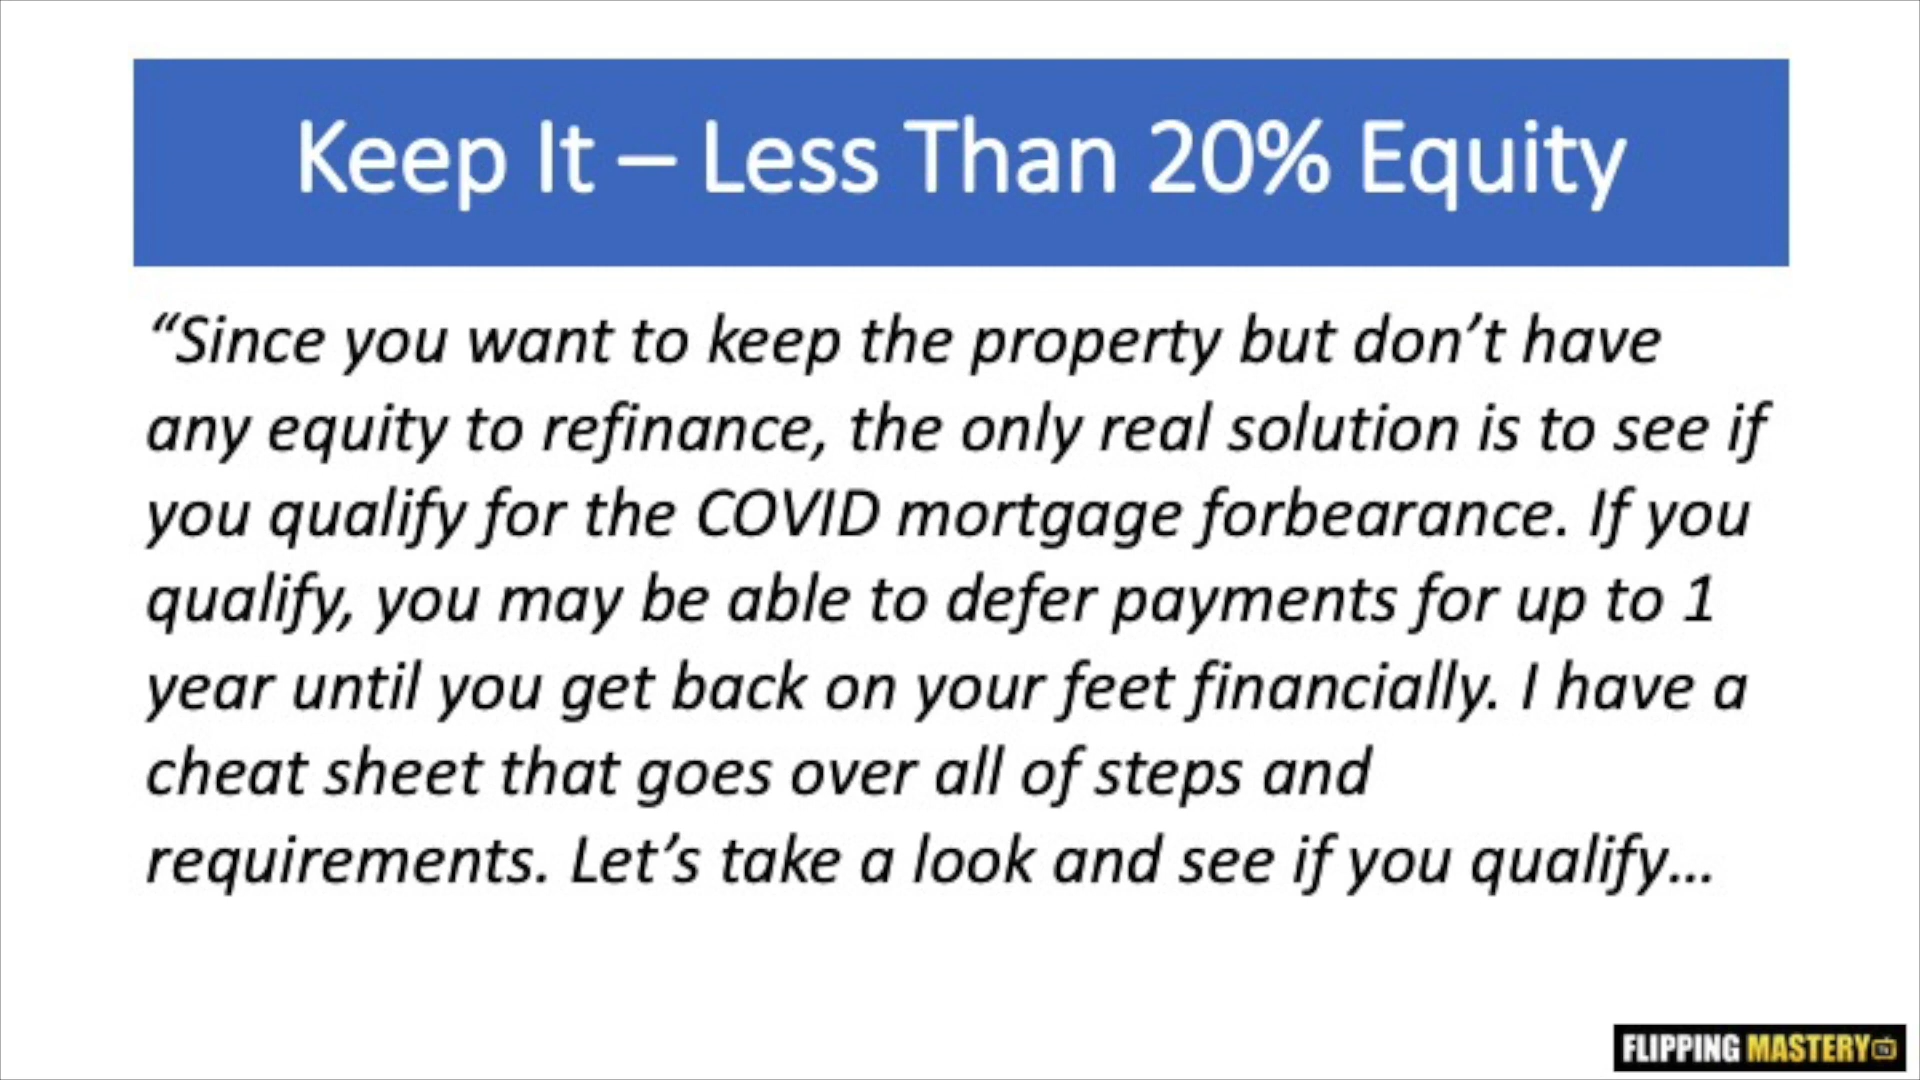 Keep It – Less Than 20% Equity
“Since you want to keep the property but don’t have
any equity to refinance, the only real solution is to see if
you qualify for the COVID mortgage forbearance. If you
qualify, you may be able to defer payments for up to 1
year until you get back on your feet financially. I have a
cheat sheet that goes over all of steps and
requirements. Let’s take a look and see if you qualify…
FLIPPING MASTERY TV